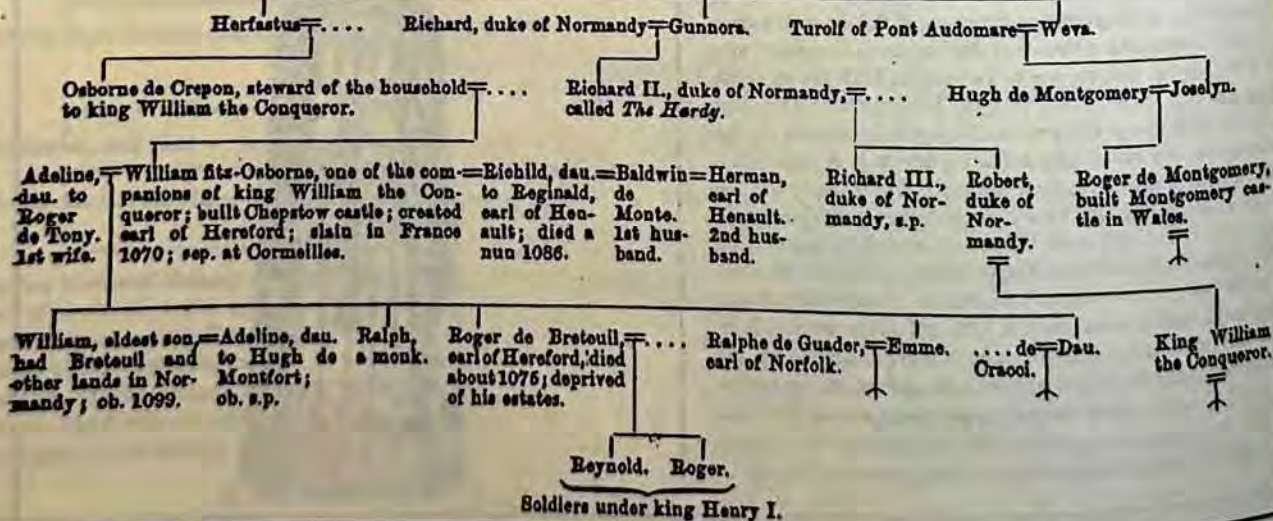 Herfastus=.... Richard, duke of Normandy=Gunnora. Turolf of Pont Audomare=Weva.
Osborne de Crepon, steward of the household=....
to king William the Conqueror.
Richard II., duke of Normandy,=....
called The Hardy.
Hugh de Montgomery=Joselyn.
Adeline,=
dau. to
Roger
de Tony.
1st wife.
William fitz-Osborne, one of the com-
panions of king William the Con-
queror; built Chepstow castle; created
earl of Hereford; slain in France
1070; sep. at Cormeilles.
=Richild, dau.
to Reginald,
earl of Hen-
ault; died a
nun 1086.
=Baldwin
de
Monte.
1st hus-
band.
=Herman,
earl of
Henault.
2nd hus-
band.
Richard III.,
duke of Nor-
mandy, s.p.
Robert,
duke of
Nor-
mandy.
Roger de Montgomery,
built Montgomery cas-
tle in Wales.
William, eldest son,=
had Breteuil and
other lands in Nor-
mandy; ob. 1099.
Adeline, dau.
to Hugh de
Montfort;
ob. s.p.
Ralph,
a monk.
Roger de Breteuil,=....
earl of Hereford, died
about 1075; deprived
of his estates.
Ralphe de Guader,=Emme.
earl of Norfolk.
.... de=Dau.
Oracoi.
King William
the Conqueror.
Reynold. Roger.
Soldiers under king Henry I.